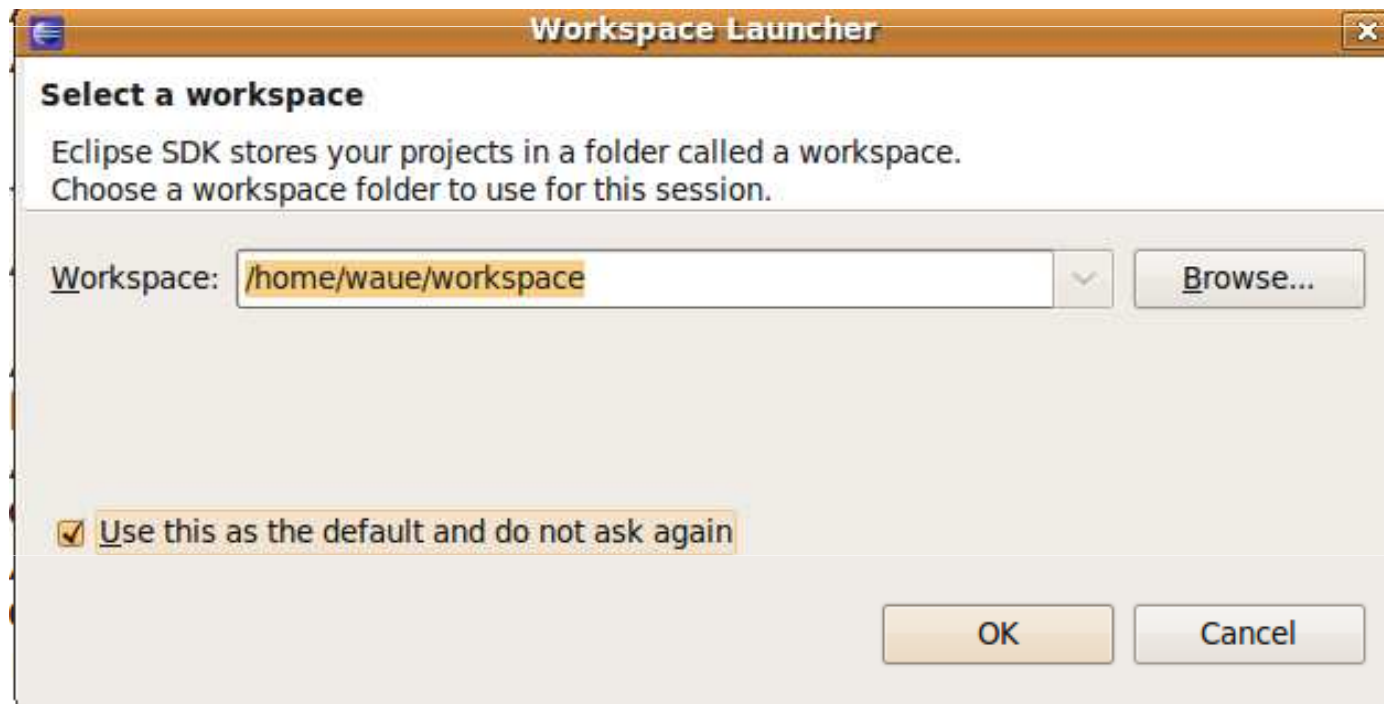 Workspace Launcher
Select a workspace
Eclipse SDK stores your projects in a folder called a workspace.
Choose a workspace folder to use for this session.
Workspace: /home/waue/workspace Browse...
Use this as the default and do not ask again
OK Cancel